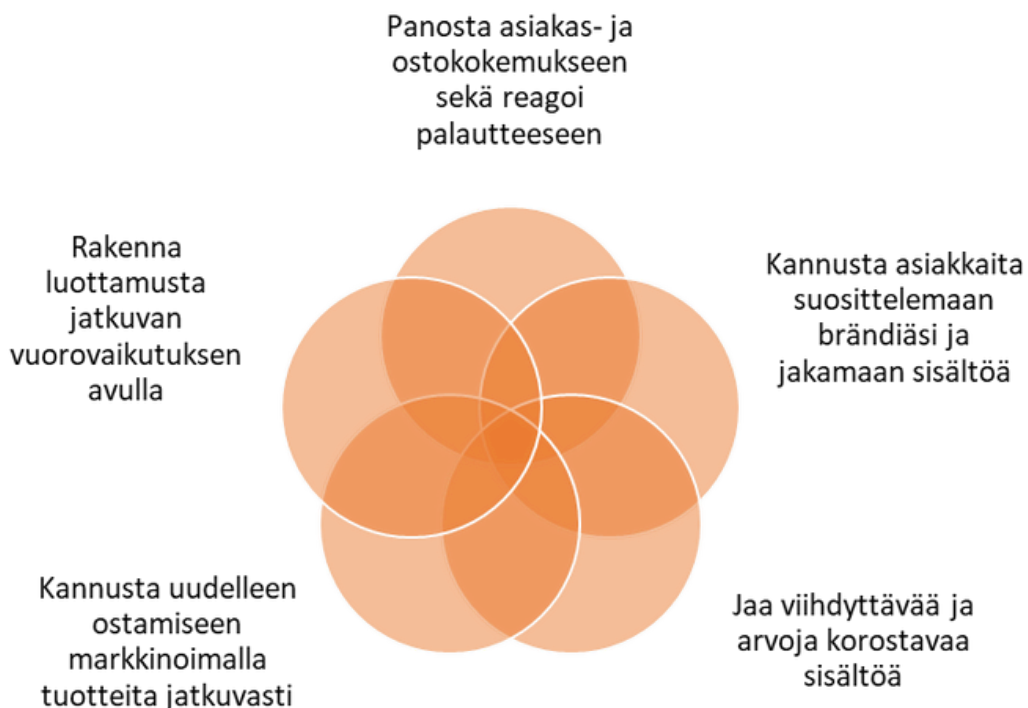 Panosta asiakas- ja
ostokokemukseen
sekä reagoi
palautteeseen
Kannusta asiakkaita
suosittelemaan
brändiäsi ja
jakamaan sisältöä
Jaa viihdyttävää ja
arvoja korostavaa
sisältöä
Kannusta uudelleen
ostamiseen
markkinoimalla
tuotteita jatkuvasti
Rakenna
luottamusta
jatkuvan
vuorovaikutuksen
avulla